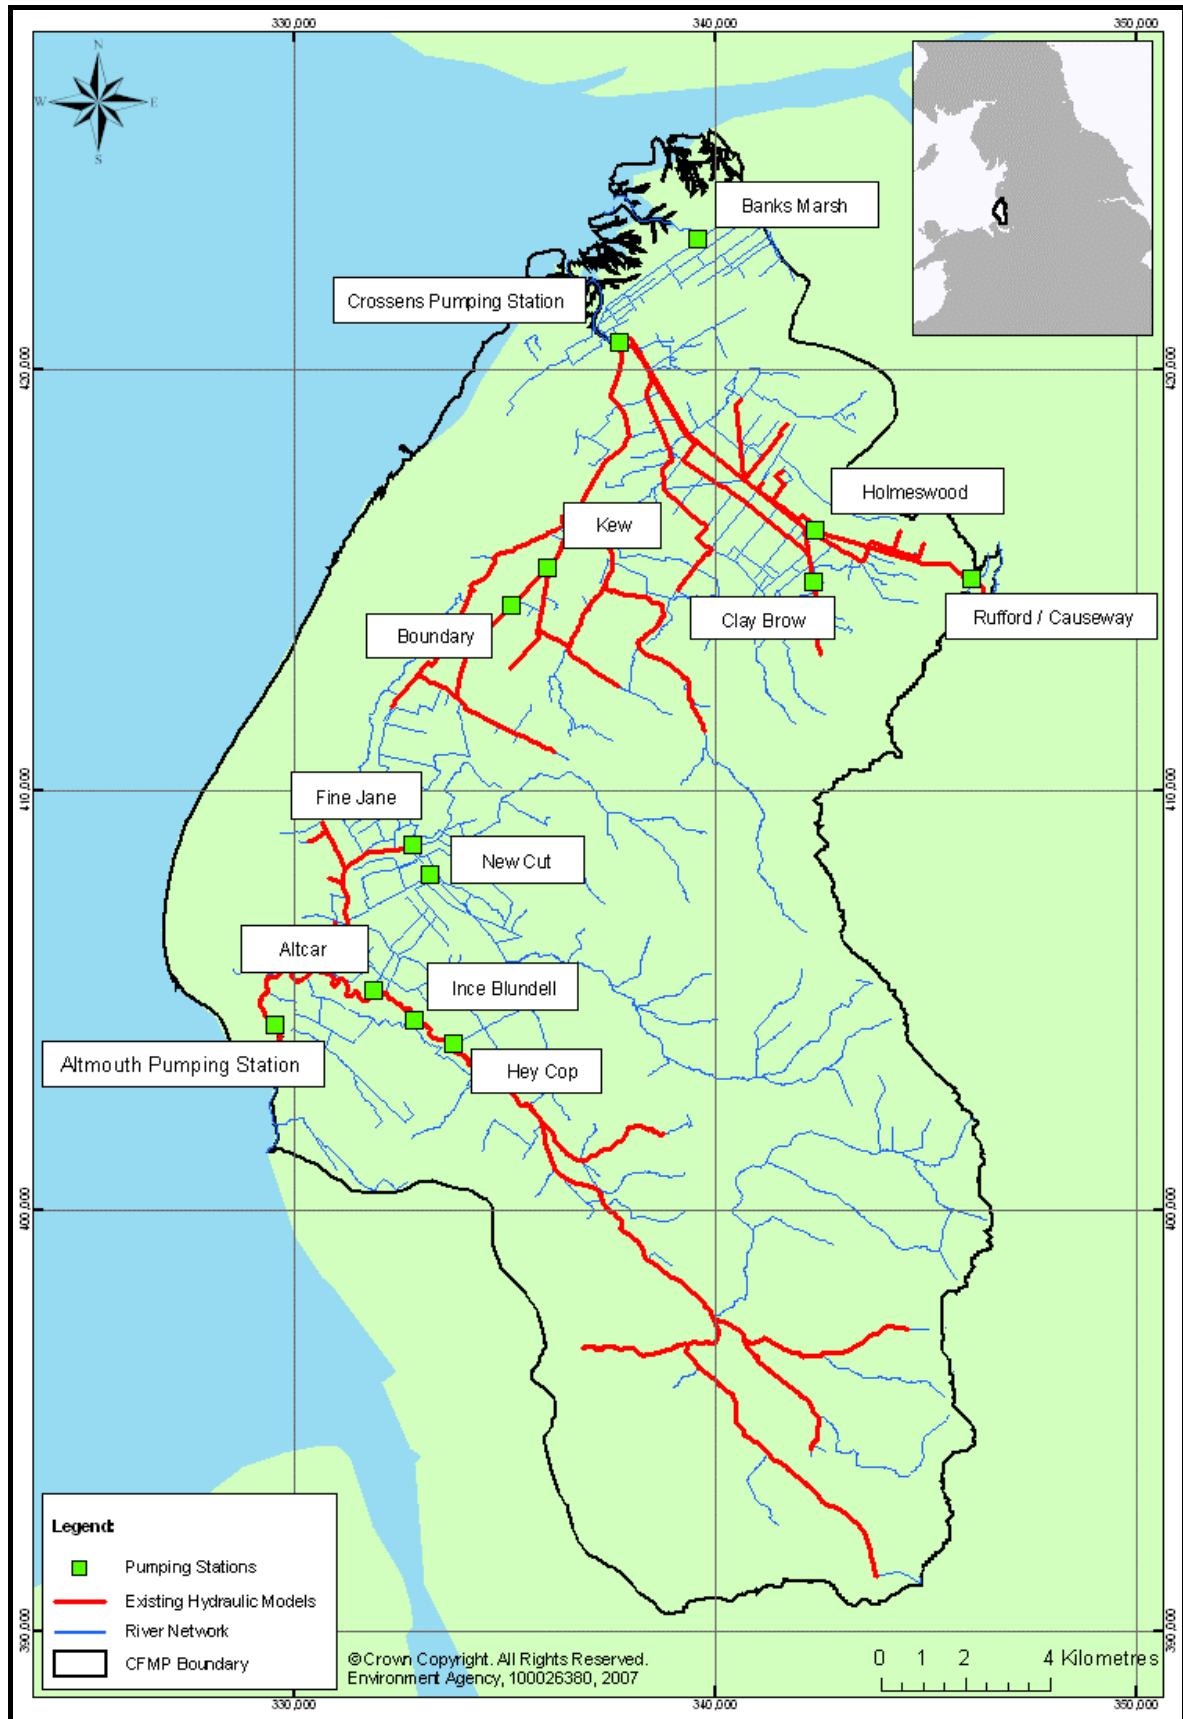 330,000
340,000
350,000
N
W
E
S
Banks Marsh
Crossens Pumping Station
420,000
420,000
Holmeswood
Kew
Clay Brow
Rufford / Causeway
Boundary
410,000
410,000
Fine Jane
New Cut
Altcar
Ince Blundell
Altmouth Pumping Station
Hey Cop
400,000
400,000
Legend:
Pumping Stations
Existing Hydraulic Models
River Network
CFMP Boundary
390,000
390,000
©Crown Copyright. All Rights Reserved.
Environment Agency, 100026380, 2007
0 1 2 4 Kilometres
330,000
340,000
350,000